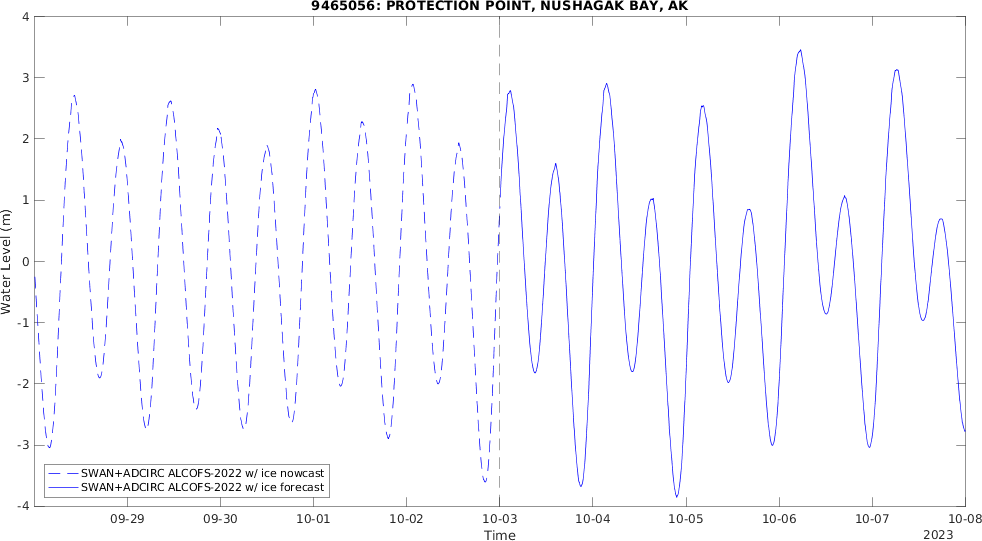 9465056: PROTECTION POINT, NUSHAGAK BAY, AK
4
3
2
1
0
-1
-2
-3
-4
Water Level (m)
SWAN+ADCIRC ALCOFS-2022 w/ ice nowcast
SWAN+ADCIRC ALCOFS-2022 w/ ice forecast
09-29 09-30 10-01 10-02 10-03 10-04 10-05 10-06 10-07 10-08
Time
2023